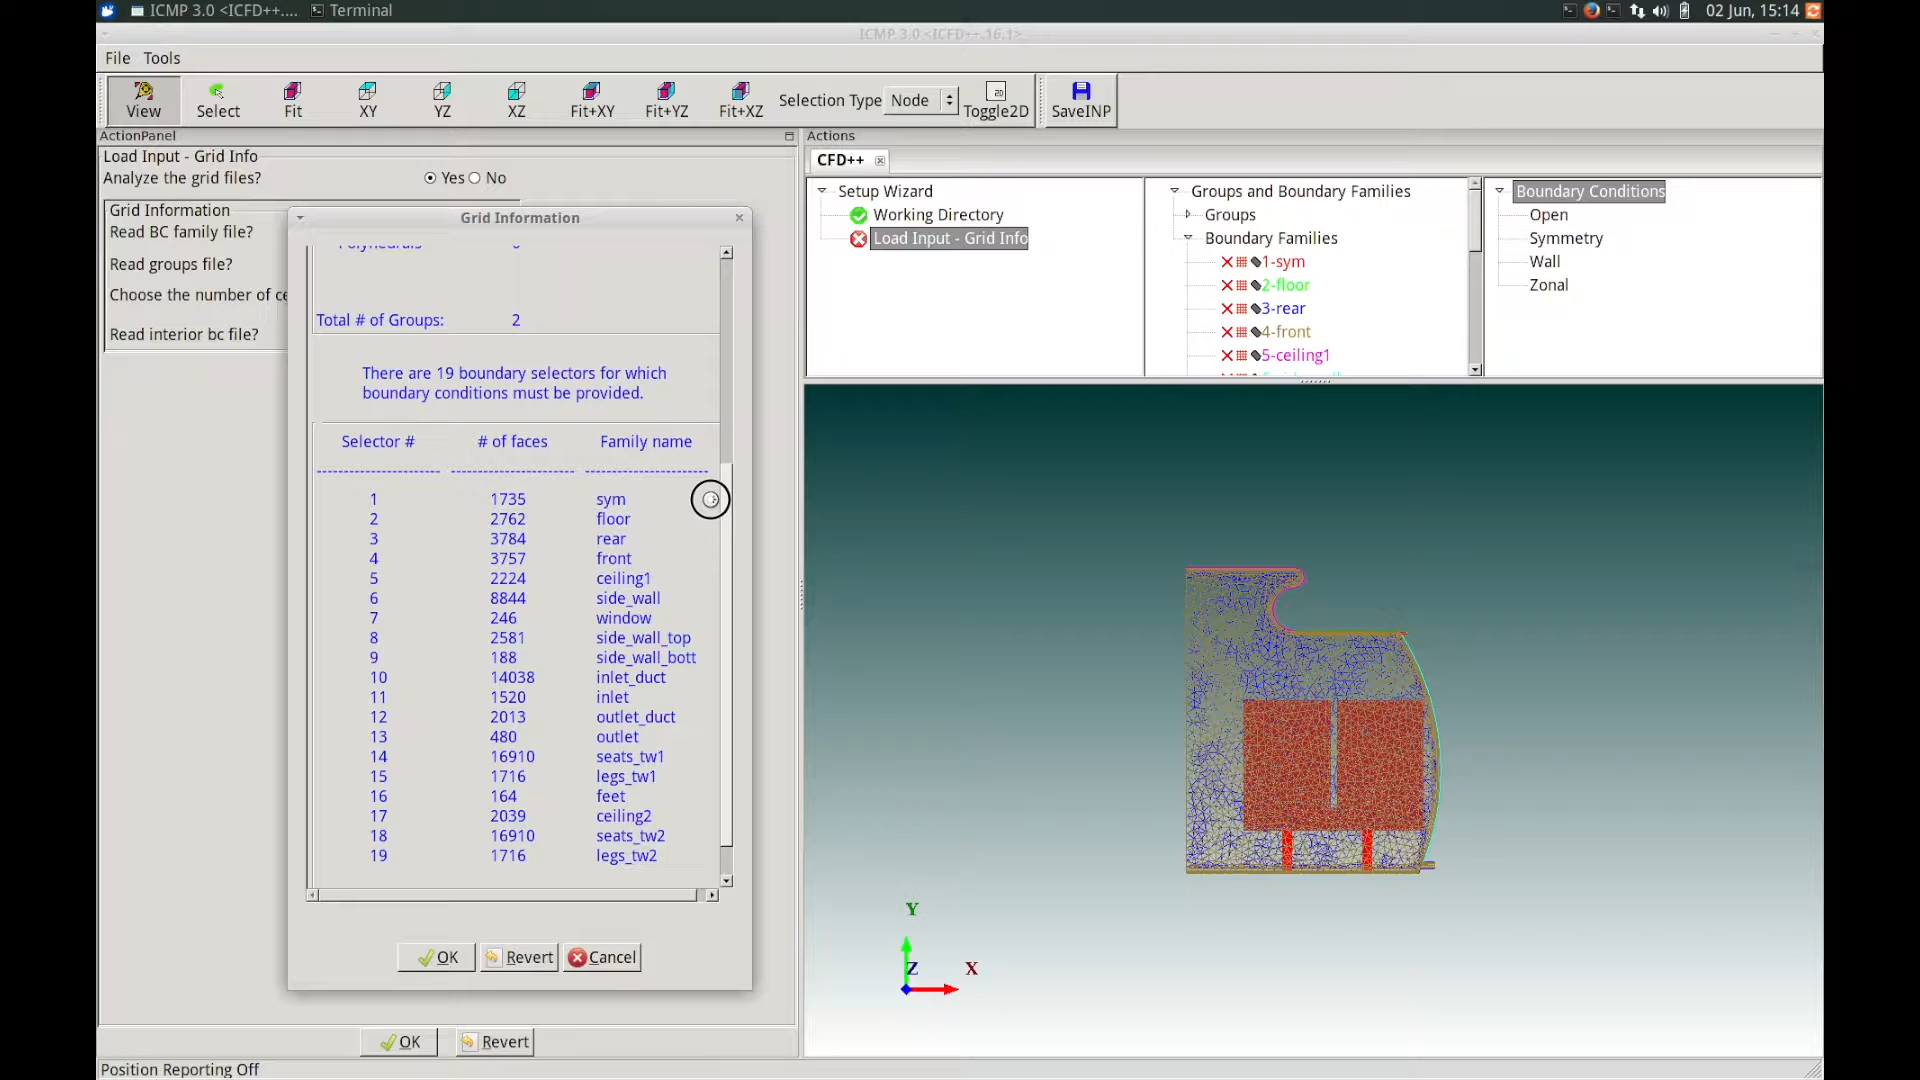 ICMP 3.0 <ICFD++....
Terminal
02 Jun, 15:14
ICMP 3.0 <ICFD++.16.1>
File Tools
View Select Fit XY YZ XZ Fit+XY Fit+YZ Fit+XZ Selection Type Node Toggle2D SaveINP
ActionPanel
Load Input - Grid Info
Analyze the grid files? Yes No
Grid Information
Read BC family file?
Read groups file?
Choose the number of ce
Read interior bc file?
Grid Information
Polyhedrals
Total # of Groups: 2
There are 19 boundary selectors for which
boundary conditions must be provided.
Selector # # of faces Family name
1 1735 sym
2 2762 floor
3 3784 rear
4 3757 front
5 2224 ceiling1
6 8844 side_wall
7 246 window
8 2581 side_wall_top
9 188 side_wall_bott
10 14038 inlet_duct
11 1520 inlet
12 2013 outlet_duct
13 480 outlet
14 16910 seats_tw1
15 1716 legs_tw1
16 164 feet
17 2039 ceiling2
18 16910 seats_tw2
19 1716 legs_tw2
OK Revert Cancel
OK Revert
Position Reporting Off
Actions
CFD++
Setup Wizard
Working Directory
Load Input - Grid Info
Groups and Boundary Families
Groups
Boundary Families
1-sym
2-floor
3-rear
4-front
5-ceiling1
Boundary Conditions
Open
Symmetry
Wall
Zonal
Y
Z
X